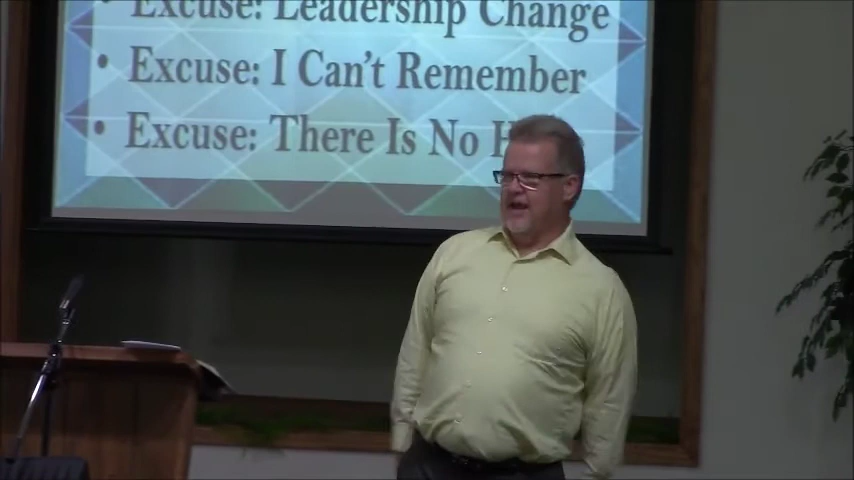 • Excuse: Leadership Change
• Excuse: I Can't Remember
• Excuse: There Is No